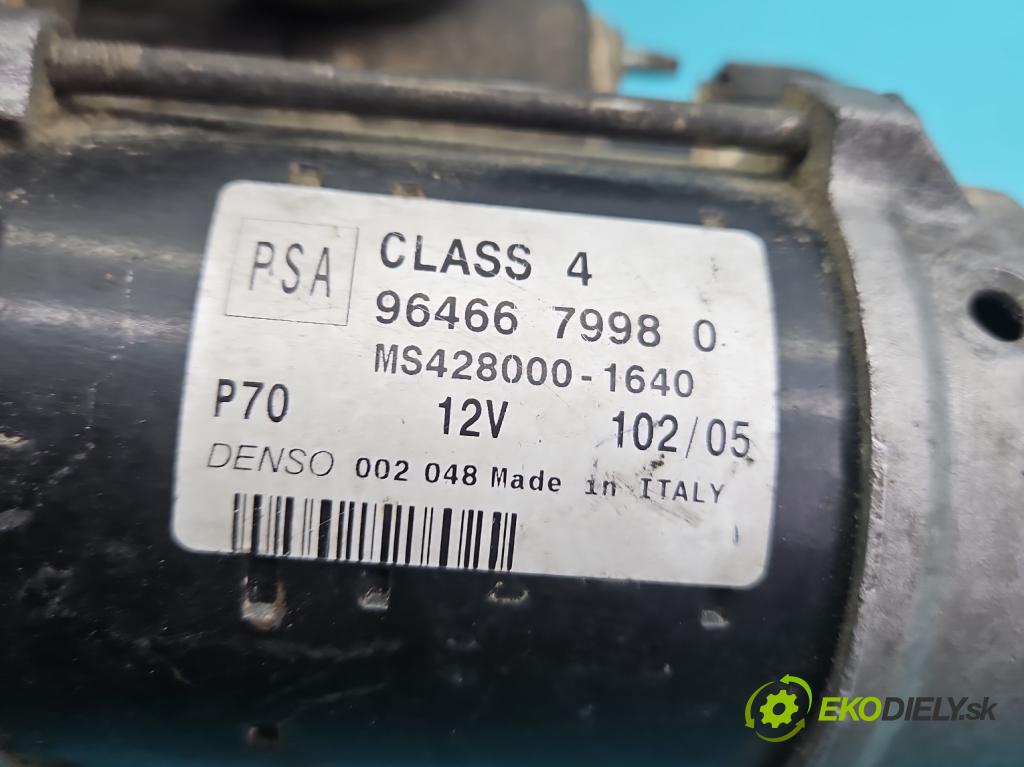 PSA
CLASS 4
96466 7998 0
MS428000-1640
P70 12V 102/05
DENSO 002 048 Made in ITALY
EKODIELY.sk